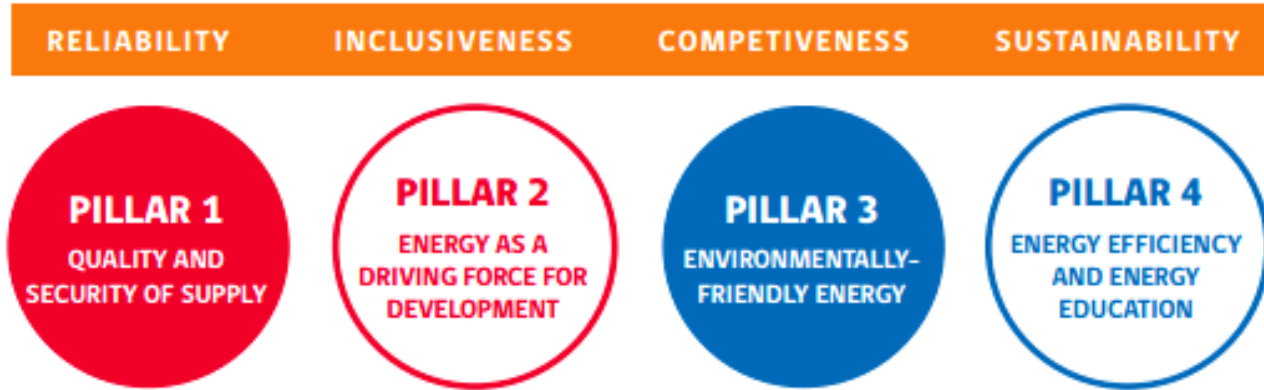 RELIABILITY INCLUSIVENESS COMPETIVENESS SUSTAINABILITY
PILLAR 1
QUALITY AND
SECURITY OF SUPPLY
PILLAR 2
ENERGY AS A
DRIVING FORCE FOR
DEVELOPMENT
PILLAR 3
ENVIRONMENTALLY-
FRIENDLY ENERGY
PILLAR 4
ENERGY EFFICIENCY
AND ENERGY
EDUCATION